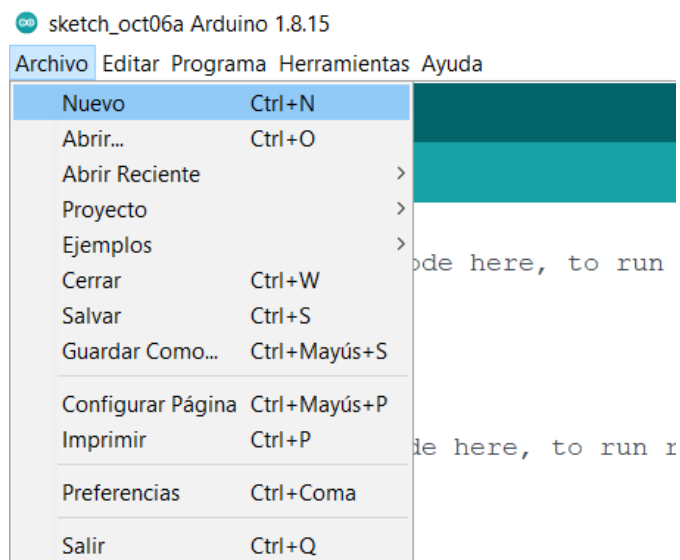 sketch_oct06a Arduino 1.8.15
Archivo Editar Programa Herramientas Ayuda
Nuevo Ctrl+N
Abrir... Ctrl+O
Abrir Reciente
Proyecto
Ejemplos
ode here, to run
Cerrar Ctrl+W
Salvar Ctrl+S
Guardar Como... Ctrl+Mayús+S
Configurar Página Ctrl+Mayús+P
Imprimir Ctrl+P
de here, to run r
Preferencias Ctrl+Coma
Salir Ctrl+Q